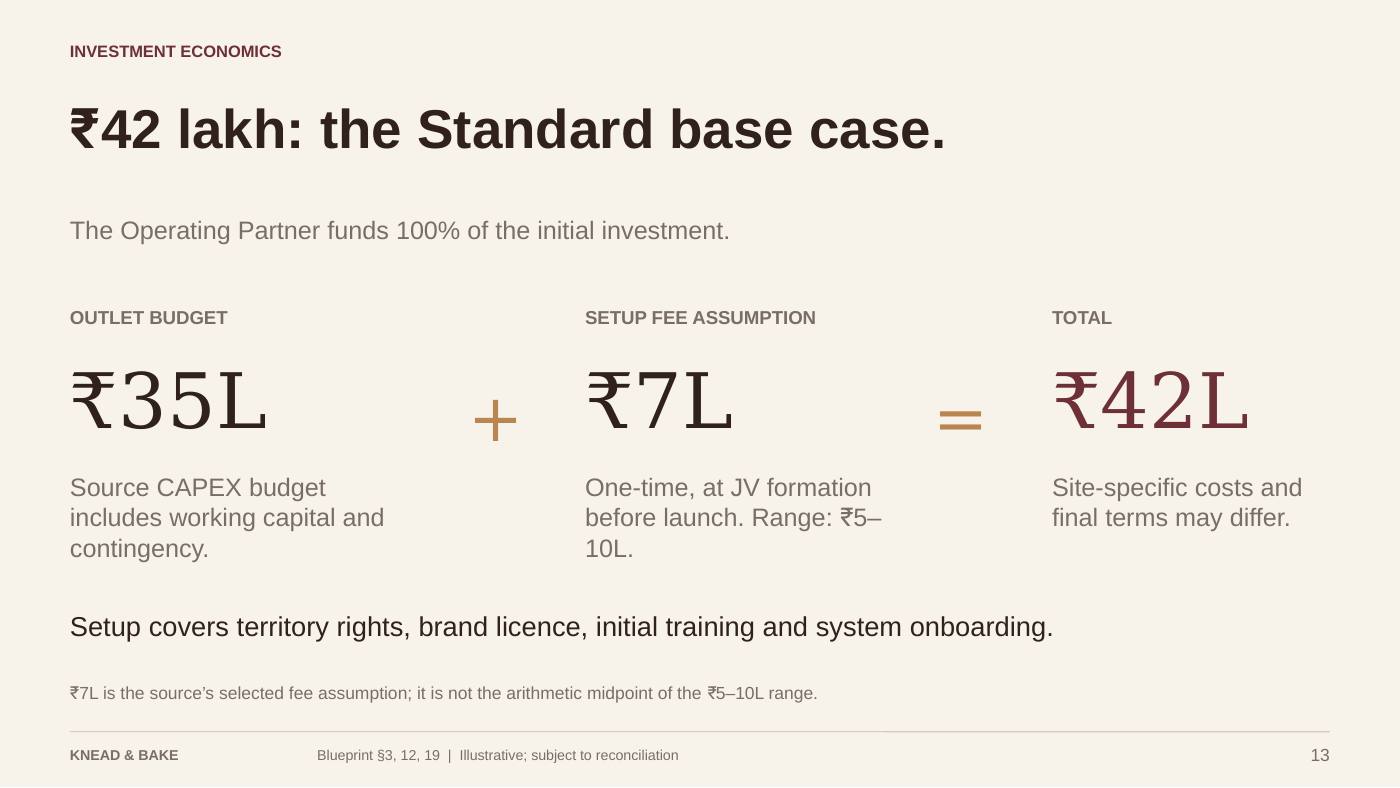 INVESTMENT ECONOMICS
₹42 lakh: the Standard base case.
The Operating Partner funds 100% of the initial investment.
OUTLET BUDGET
₹35L
Source CAPEX budget
includes working capital and
contingency.
+
SETUP FEE ASSUMPTION
₹7L
One-time, at JV formation
before launch. Range: ₹5–
10L.
=
TOTAL
₹42L
Site-specific costs and
final terms may differ.
Setup covers territory rights, brand licence, initial training and system onboarding.
₹7L is the source’s selected fee assumption; it is not the arithmetic midpoint of the ₹5–10L range.
KNEAD & BAKE
Blueprint §3, 12, 19 | Illustrative; subject to reconciliation
13